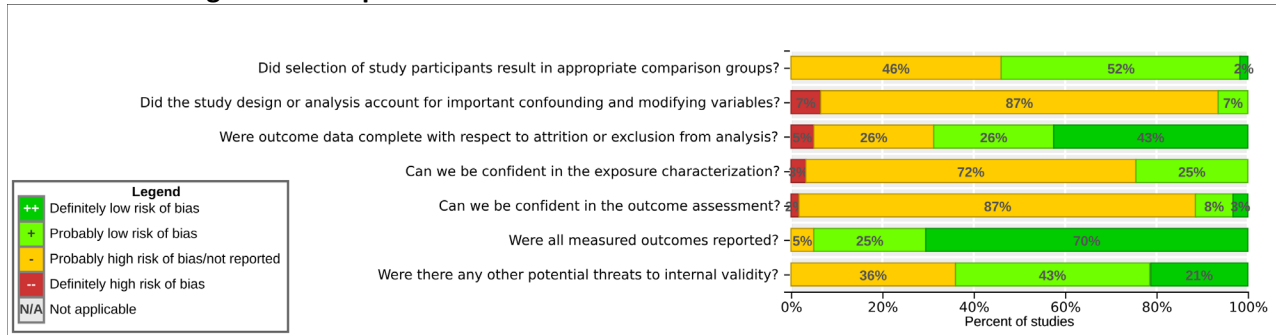 Did selection of study participants result in appropriate comparison groups?
46% 52% 2%
Did the study design or analysis account for important confounding and modifying variables?
7% 87% 7%
Were outcome data complete with respect to attrition or exclusion from analysis?
5% 26% 26% 43%
Can we be confident in the exposure characterization?
3% 72% 25%
Can we be confident in the outcome assessment?
2% 87% 8% 3%
Were all measured outcomes reported?
5% 25% 70%
Were there any other potential threats to internal validity?
36% 43% 21%
0% 20% 40% 60% 80% 100%
Percent of studies
Legend
++ Definitely low risk of bias
+ Probably low risk of bias
- Probably high risk of bias/not reported
-- Definitely high risk of bias
N/A Not applicable